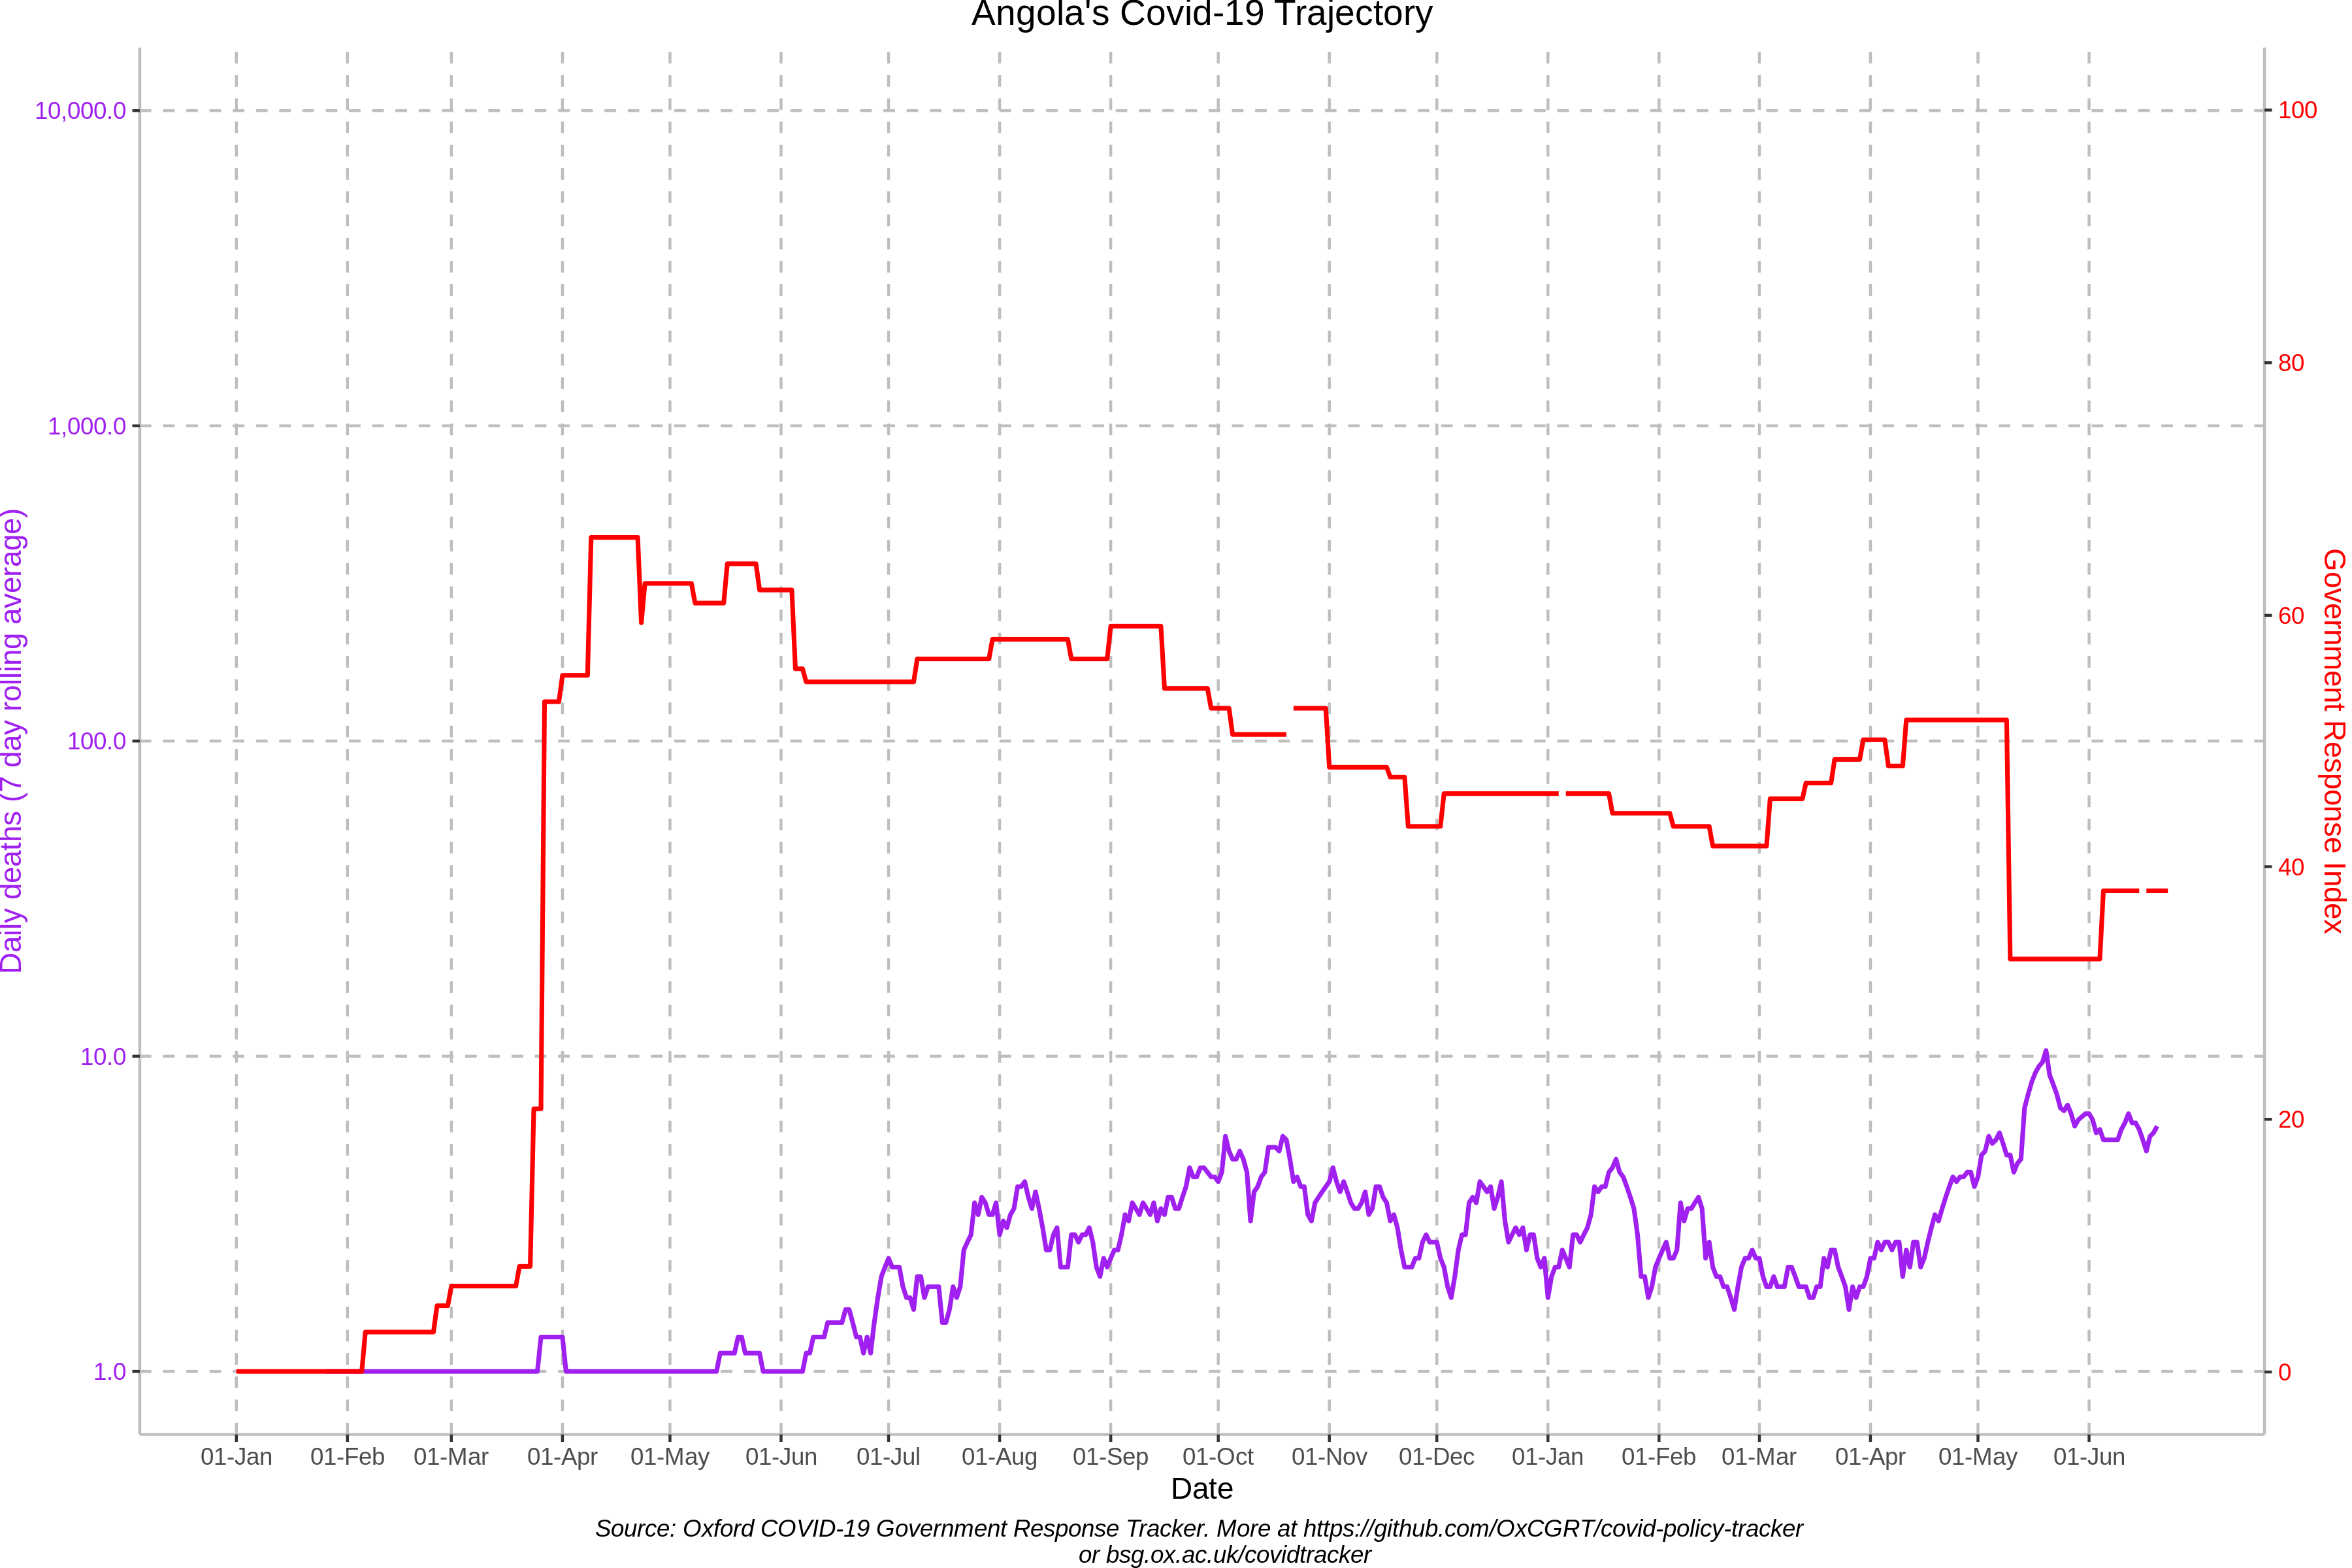 Angola's Covid-19 Trajectory
10,000.0
1,000.0
100.0
10.0
1.0
Daily deaths (7 day rolling average)
100
80
60
40
20
0
Government Response Index
01-Jan 01-Feb 01-Mar 01-Apr 01-May 01-Jun 01-Jul 01-Aug 01-Sep 01-Oct 01-Nov 01-Dec 01-Jan 01-Feb 01-Mar 01-Apr 01-May 01-Jun
Date
Source: Oxford COVID-19 Government Response Tracker. More at https://github.com/OxCGRT/covid-policy-tracker
or bsg.ox.ac.uk/covidtracker